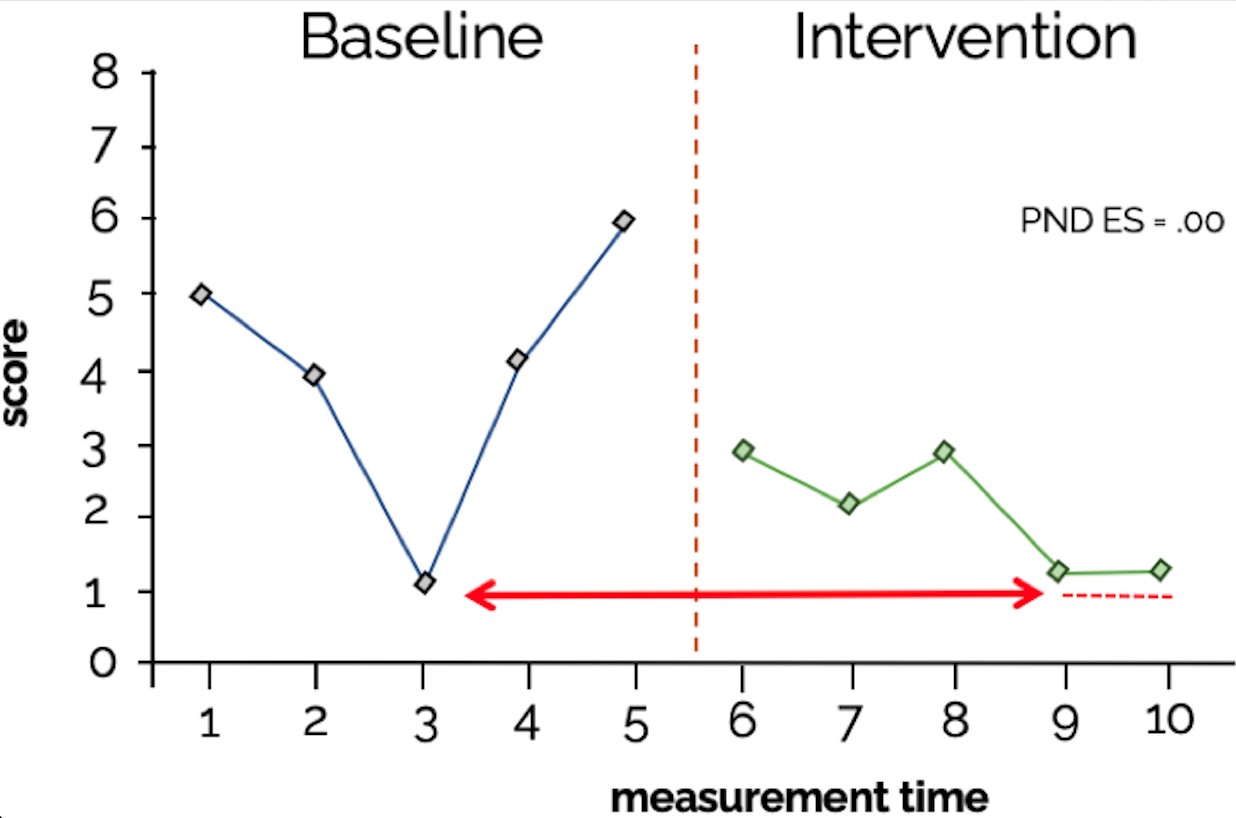 Baseline
Intervention
8
7
6
5
4
3
2
1
0
PND ES = .00
score
1 2 3 4 5 6 7 8 9 10
measurement time